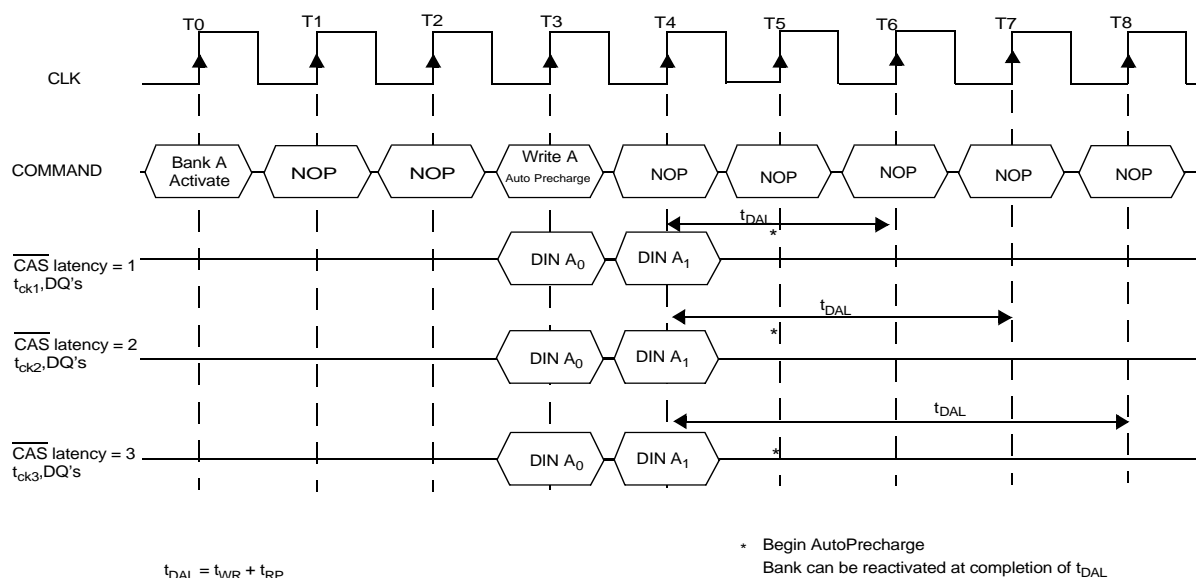 T0 T1 T2 T3 T4 T5 T6 T7 T8
CLK
COMMAND
Bank A
Activate
NOP
NOP
Write A
Auto Precharge
NOP
NOP
NOP
NOP
NOP
tDAL
*
CAS latency = 1
tck1,DQ's
DIN A0
DIN A1
tDAL
*
CAS latency = 2
tck2,DQ's
DIN A0
DIN A1
tDAL
CAS latency = 3
tck3,DQ's
DIN A0
DIN A1
*
* Begin AutoPrecharge
Bank can be reactivated at completion of tDAL
tDAL = tWR + tRP